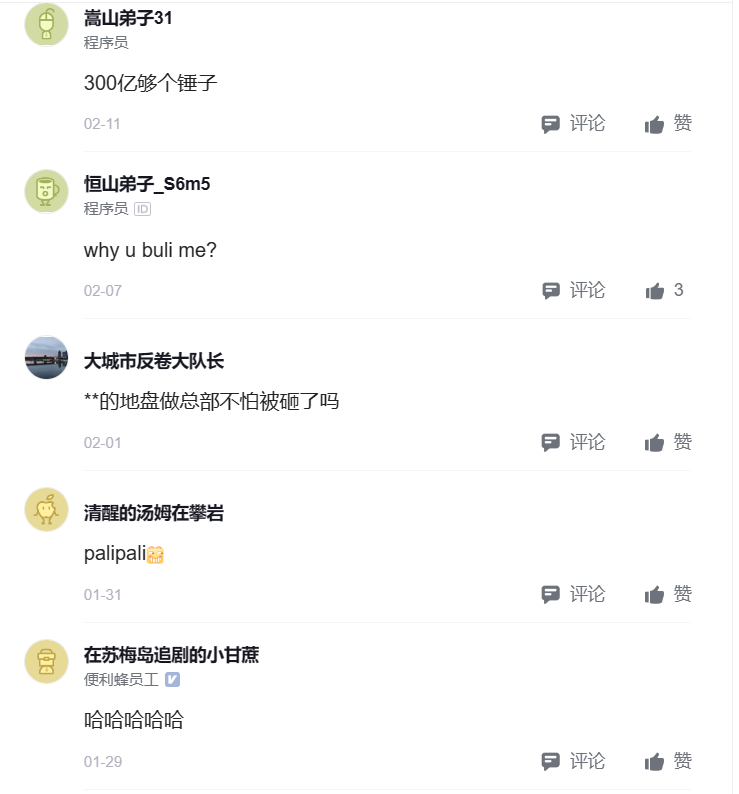 嵩山弟子31
程序员
300亿够个锤子
02-11 评论 赞
恒山弟子_S6m5
程序员 ID
why u buli me?
02-07 评论 3
大城市反卷大队长
**的地盘做总部不怕被砸了吗
02-01 评论 赞
清醒的汤姆在攀岩
palipali
01-31 评论 赞
在苏梅岛追剧的小甘蔗
便利蜂员工 V
哈哈哈哈哈
01-29 评论 赞